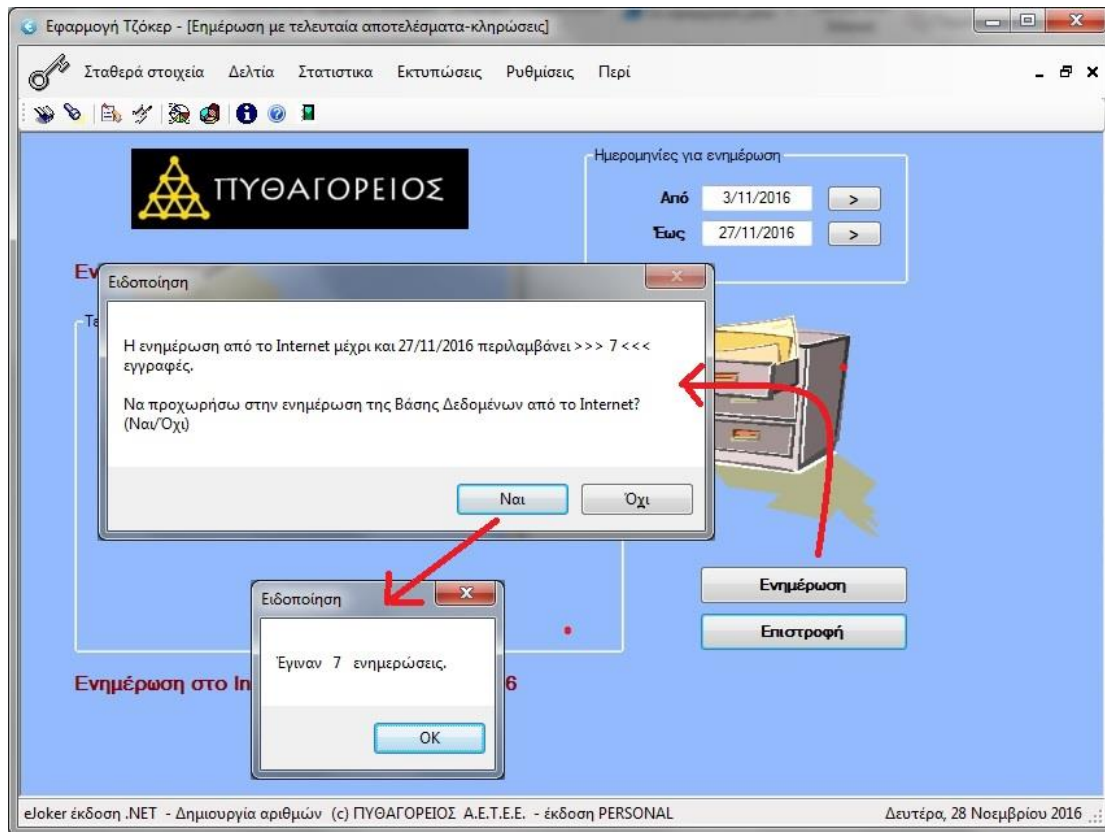 Εφαρμογή Τζόκερ - [Ενημέρωση με τελευταία αποτελέσματα-κληρώσεις]
Σταθερά στοιχεία Δελτία Στατιστικα Εκτυπώσεις Ρυθμίσεις Περί
ΠΥΘΑΓΟΡΕΙΟΣ
Ημερομηνίες για ενημέρωση
Από 3/11/2016 >
Έως 27/11/2016 >
Εν
Τε
Ειδοποίηση
Η ενημέρωση από το Internet μέχρι και 27/11/2016 περιλαμβάνει >>> 7 <<<
εγγραφές.
Να προχωρήσω στην ενημέρωση της Βάσης Δεδομένων από το Internet?
(Ναι/Όχι)
Ναι Όχι
Ενημέρωση
Επιστροφή
Ειδοποίηση
Έγιναν 7 ενημερώσεις.
OK
Ενημέρωση στο In 6
eJoker έκδοση .NET - Δημιουργία αριθμών (c) ΠΥΘΑΓΟΡΕΙΟΣ Α.Ε.Τ.Ε.Ε. - έκδοση PERSONAL Δευτέρα, 28 Νοεμβρίου 2016